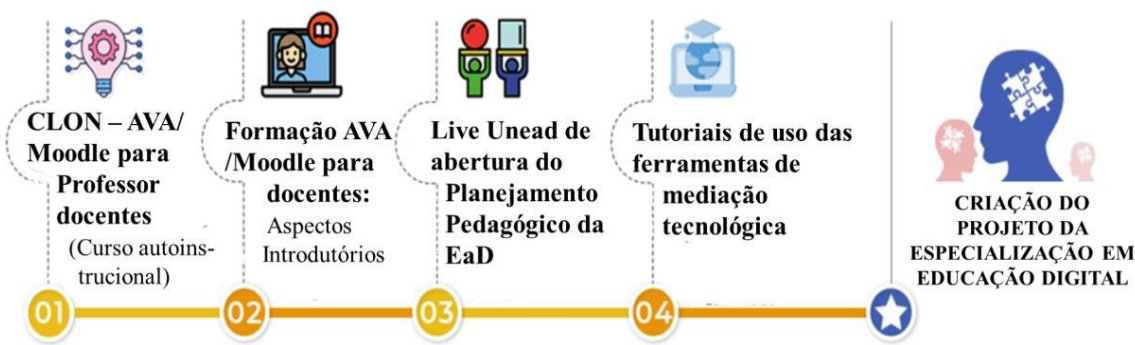 CLON – AVA/
Moodle para
Professor
docentes
(Curso autoins-
trucional)
Formação AVA
/Moodle para
docentes:
Aspectos
Introdutórios
Live Unead de
abertura do
Planejamento
Pedagógico da
EaD
Tutoriais de uso das
ferramentas de
mediação
tecnológica
CRIAÇÃO DO
PROJETO DA
ESPECIALIZAÇÃO EM
EDUCAÇÃO DIGITAL
01
02
03
04